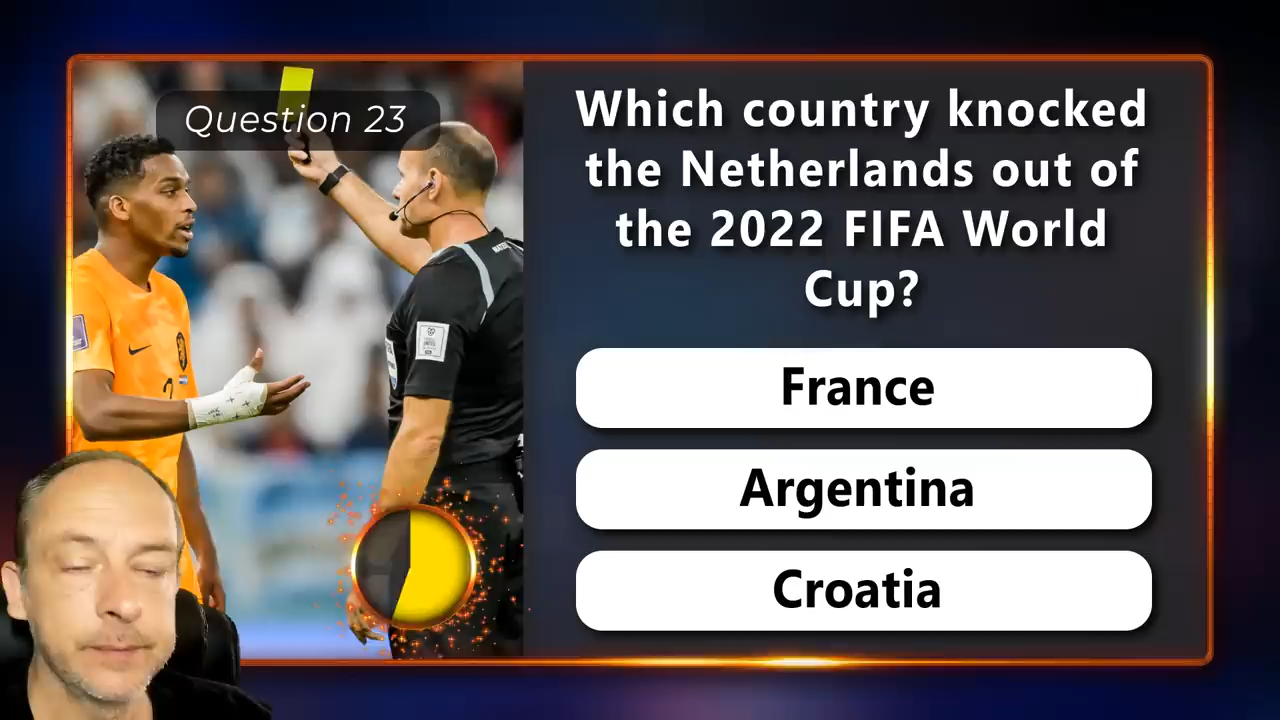 Question 23
Which country knocked
the Netherlands out of
the 2022 FIFA World
Cup?
France
Argentina
Croatia